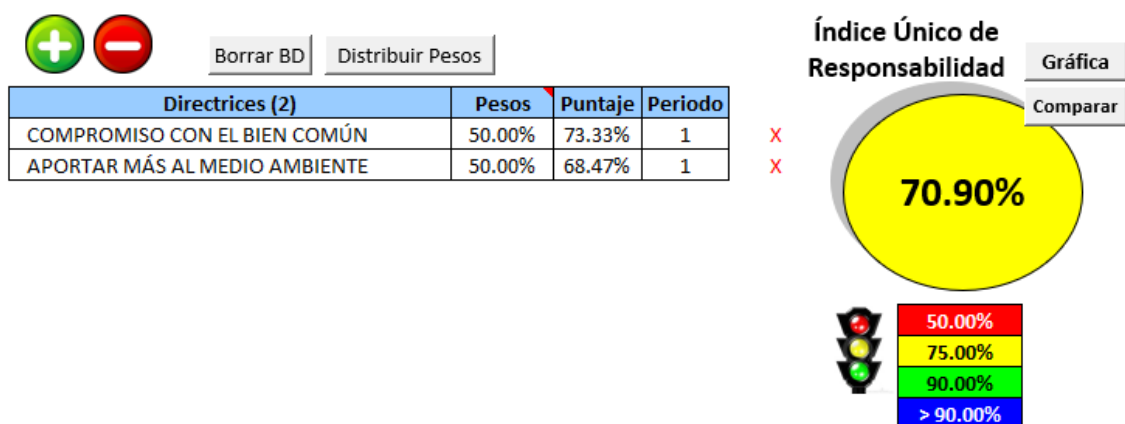 Borrar BD
Distribuir Pesos
Índice Único de
Responsabilidad
Gráfica
Comparar
Directrices (2) Pesos Puntaje Periodo
COMPROMISO CON EL BIEN COMÚN 50.00% 73.33% 1 X
APORTAR MÁS AL MEDIO AMBIENTE 50.00% 68.47% 1 X
70.90%
50.00%
75.00%
90.00%
> 90.00%